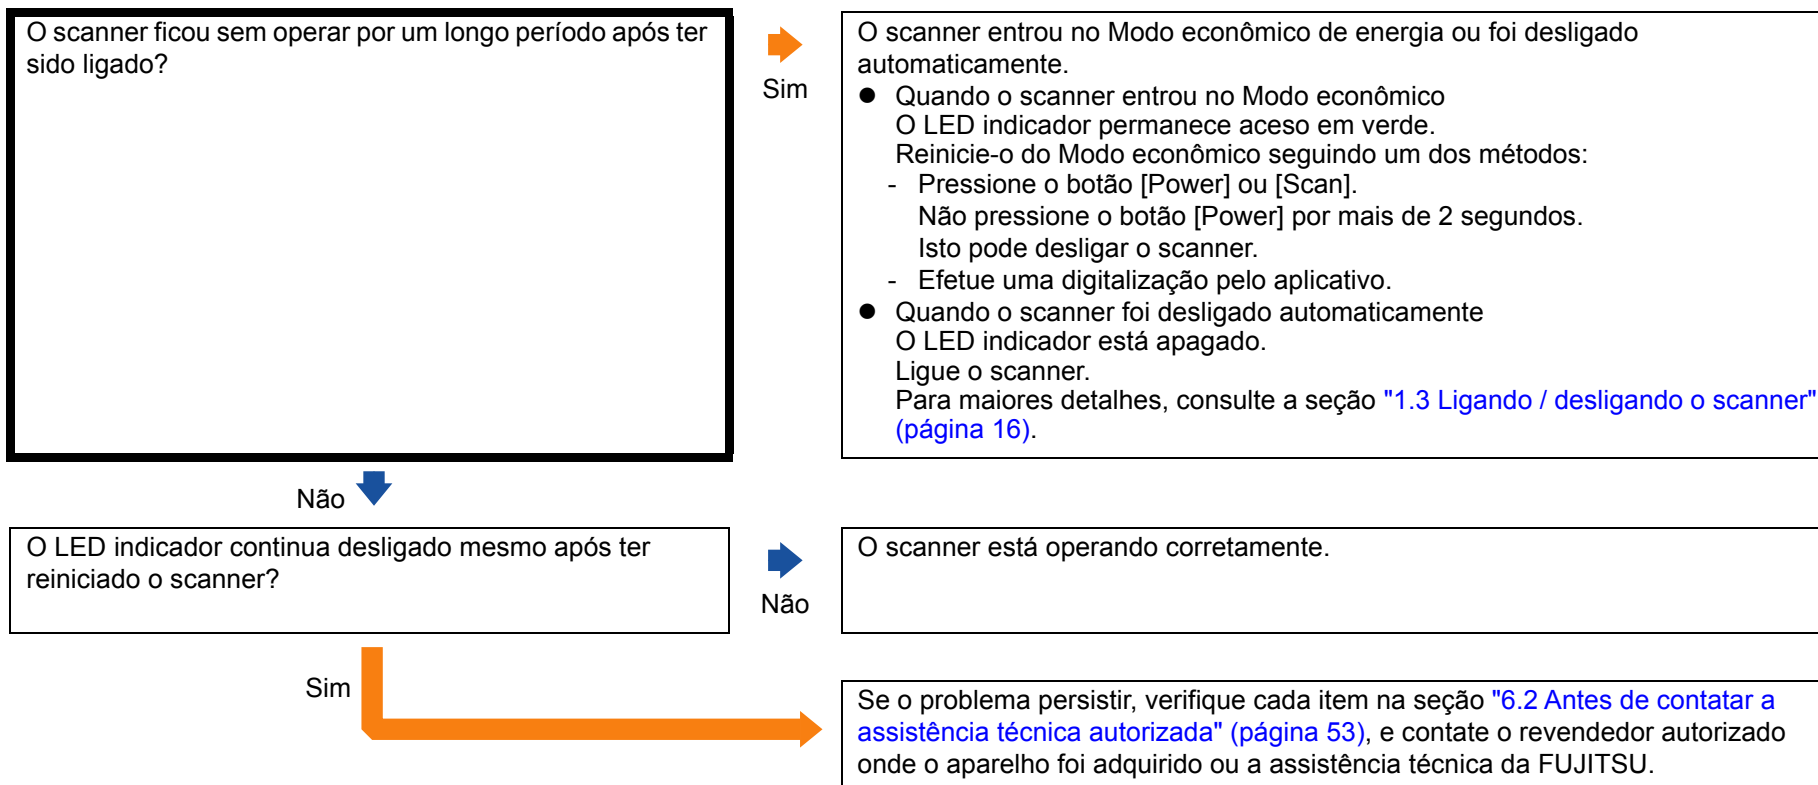 O scanner ficou sem operar por um longo período após ter
sido ligado?
Sim
O scanner entrou no Modo econômico de energia ou foi desligado
automaticamente.
● Quando o scanner entrou no Modo econômico
O LED indicador permanece aceso em verde.
Reinicie-o do Modo econômico seguindo um dos métodos:
- Pressione o botão [Power] ou [Scan].
Não pressione o botão [Power] por mais de 2 segundos.
Isto pode desligar o scanner.
- Efetue uma digitalização pelo aplicativo.
● Quando o scanner foi desligado automaticamente
O LED indicador está apagado.
Ligue o scanner.
Para maiores detalhes, consulte a seção "1.3 Ligando / desligando o scanner"
(página 16).
Não
O LED indicador continua desligado mesmo após ter
reiniciado o scanner?
Não
O scanner está operando corretamente.
Sim
Se o problema persistir, verifique cada item na seção "6.2 Antes de contatar a
assistência técnica autorizada" (página 53), e contate o revendedor autorizado
onde o aparelho foi adquirido ou a assistência técnica da FUJITSU.